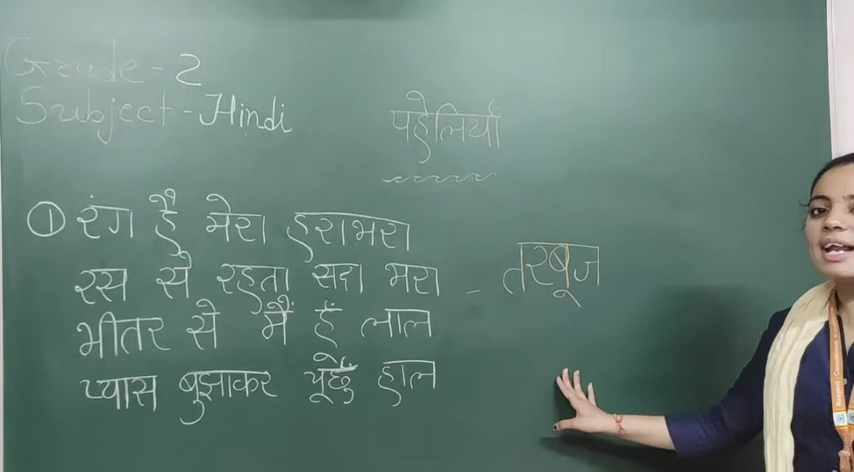 Grade-2
Subject-Hindi
पहेलियाँ
① रंग है मेरा हराभरा
रस से रहता सदा भरा - तरबूज
भीतर से मैं हूँ लाल
प्यास बुझाकर पूछूँ हाल